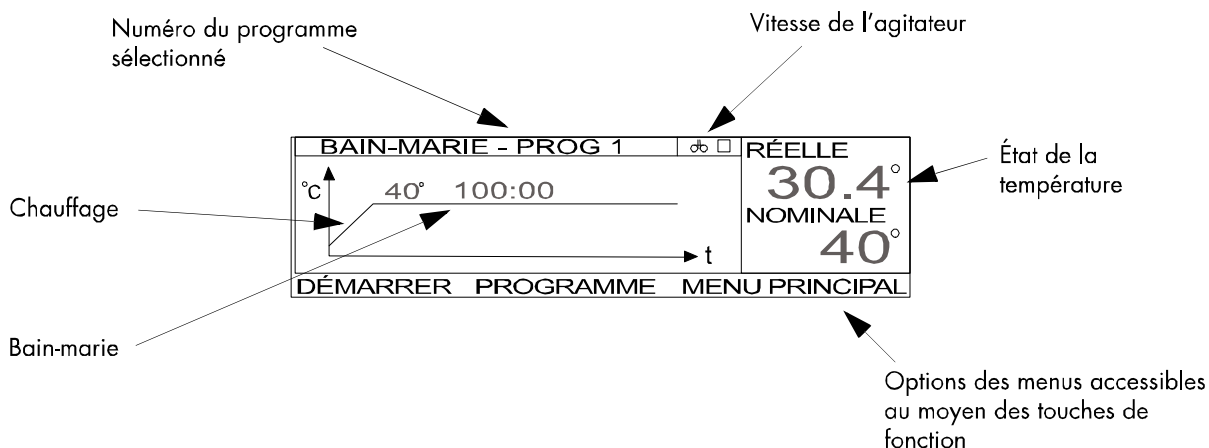 Numéro du programme
sélectionné
Vitesse de l'agitateur
BAIN-MARIE - PROG 1
RÉELLE
30.4°
NOMINALE
40°
°C
40° 100:00
t
DÉMARRER PROGRAMME MENU PRINCIPAL
État de la
température
Chauffage
Bain-marie
Options des menus accessibles
au moyen des touches de
fonction